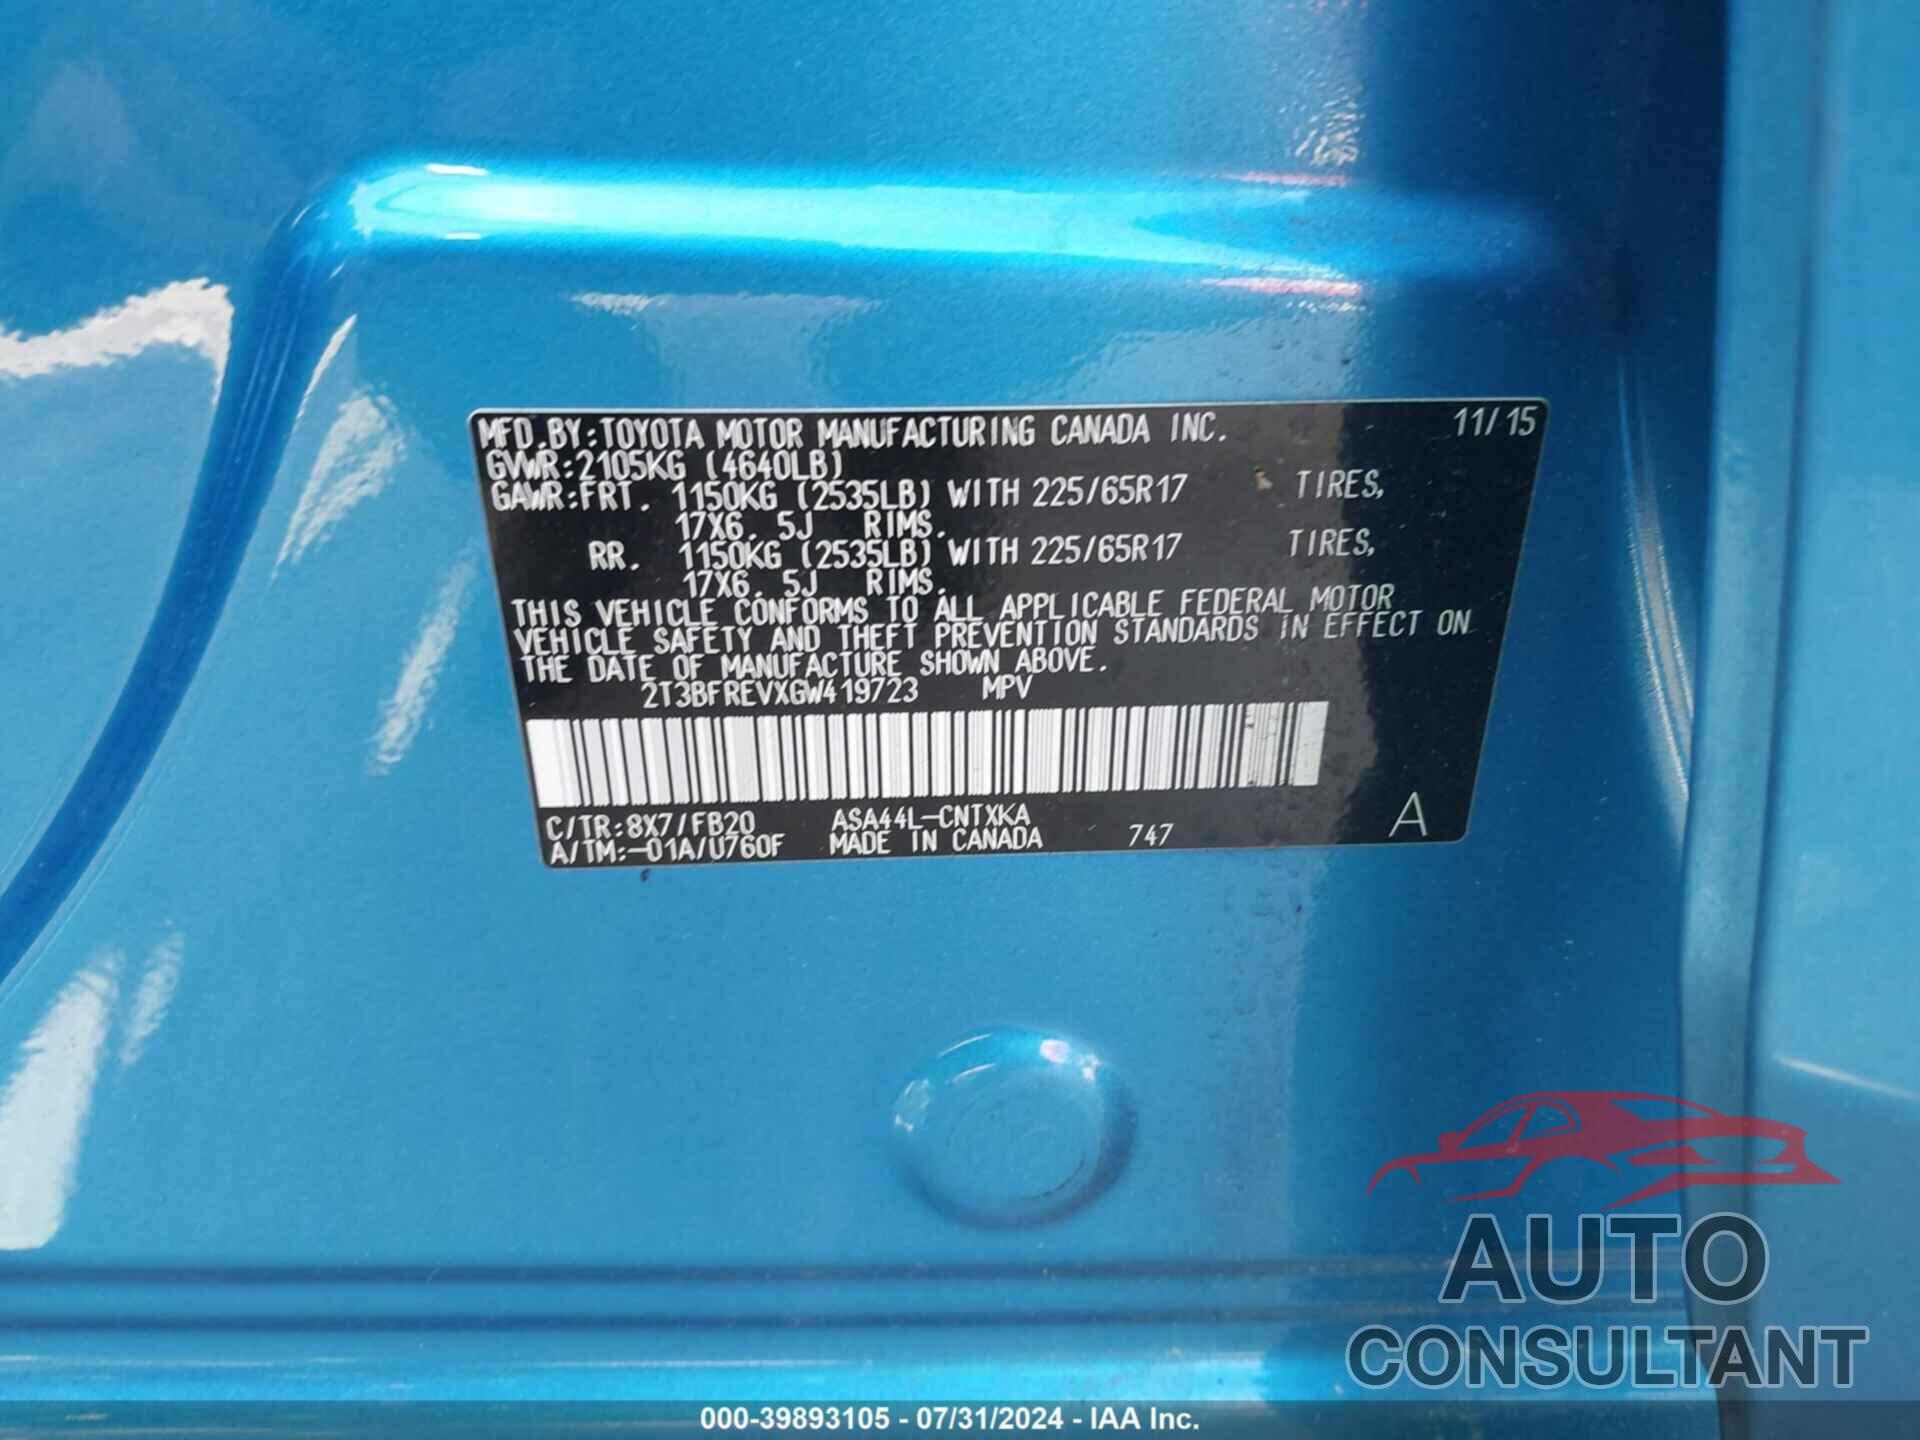 MFD.BY:TOYOTA MOTOR MANUFACTURING CANADA INC. 11/15
GVWR:2105KG (4640LB)
GAWR:FRT. 1150KG (2535LB) WITH 225/65R17 TIRES,
17X6.5J RIMS.
RR. 1150KG (2535LB) WITH 225/65R17 TIRES,
17X6.5J RIMS.
THIS VEHICLE CONFORMS TO ALL APPLICABLE FEDERAL MOTOR
VEHICLE SAFETY AND THEFT PREVENTION STANDARDS IN EFFECT ON
THE DATE OF MANUFACTURE SHOWN ABOVE.
2T3BFREVXGW419723 MPV
C/TR:8X7/FB20 ASA44L-CNTXKA
A/TM:-01A/U760F MADE IN CANADA 747 A
AUTO
CONSULTANT
000-39893105 - 07/31/2024 - IAA Inc.